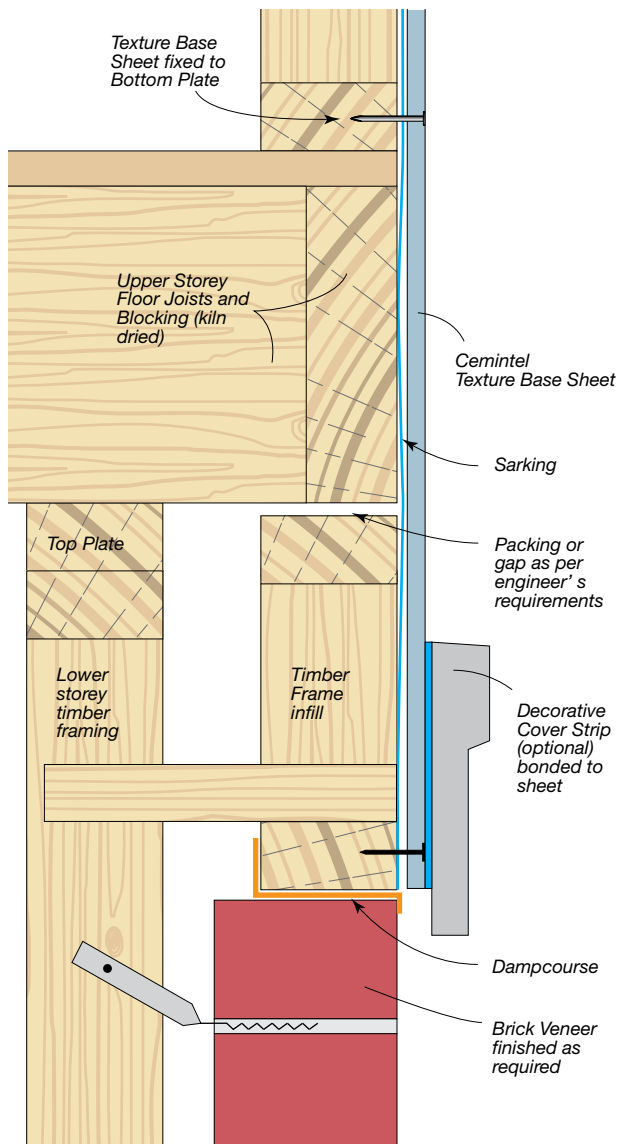 Texture Base
Sheet fixed to
Bottom Plate
Upper Storey
Floor Joists and
Blocking (kiln
dried)
Cemintel
Texture Base Sheet
Sarking
Top Plate
Packing or
gap as per
engineer' s
requirements
Lower
storey
timber
framing
Timber
Frame
infill
Decorative
Cover Strip
(optional)
bonded to
sheet
Dampcourse
Brick Veneer
finished as
required